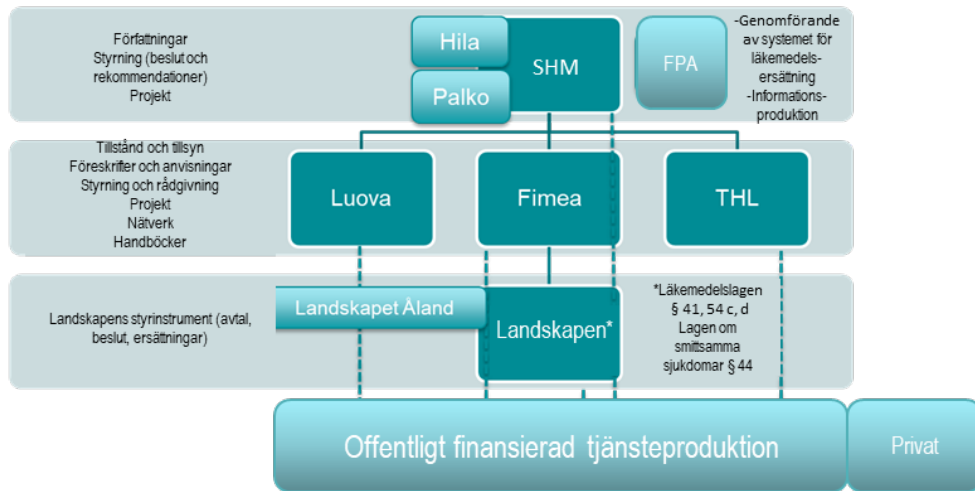 Författningar
Styrning (beslut och
rekommendationer)
Projekt
Hila
Palko
SHM
FPA
-Genomförande
av systemet för
läkemedels-
ersättning
-Informations-
produktion
Tillstånd och tillsyn
Föreskrifter och anvisningar
Styrning och rådgivning
Projekt
Nätverk
Handböcker
Luova
Fimea
THL
Landskapens styrinstrument (avtal,
beslut, ersättningar)
Landskapet Åland
Landskapen*
*Läkemedelslagen
§ 41, 54 c, d
Lagen om
smittsamma
sjukdomar § 44
Offentligt finansierad tjänsteproduktion
Privat